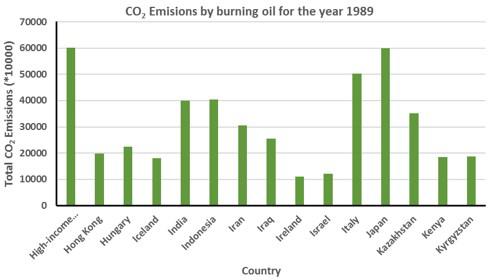 CO₂ Emisions by burning oil for the year 1989
Total CO₂ Emissions (*10000)
70000
60000
50000
40000
30000
20000
10000
0
High-income...
Hong Kong
Hungary
Iceland
India
Indonesia
Iran
Iraq
Ireland
Israel
Italy
Japan
Kazakhstan
Kenya
Kyrgyzstan
Country